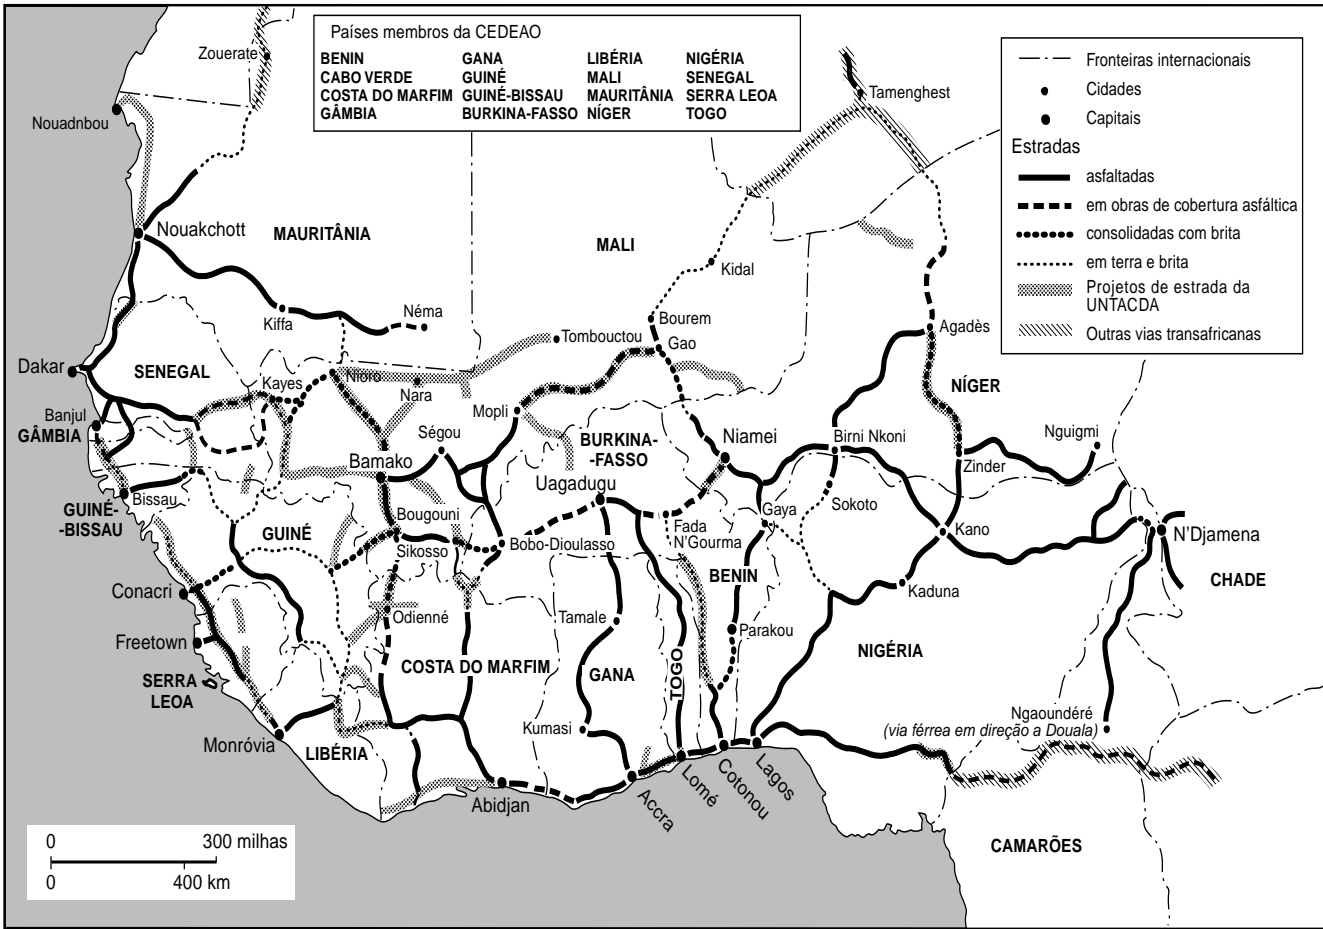 Países membros da CEDEAO
BENIN GANA LIBÉRIA NIGÉRIA
CABO VERDE GUINÉ MALI SENEGAL
COSTA DO MARFIM GUINÉ-BISSAU MAURITÂNIA SERRA LEOA
GÂMBIA BURKINA-FASSO NÍGER TOGO
Fronteiras internacionais
Cidades
Capitais
Estradas
asfaltadas
em obras de cobertura asfáltica
consolidadas com brita
em terra e brita
Projetos de estrada da
UNTACDA
Outras vias transafricanas
Zouerate
Tamenghest
Nouadnbou
Nouakchott
MAURITÂNIA
MALI
Kidal
Kiffa
Néma
Bourem
Agadès
Tombouctou
Gao
Dakar
SENEGAL
Kayes
Nioro
Nara
NÍGER
Banjul
GÂMBIA
Mopli
Ségou
BURKINA-
-FASSO
Niamei
Birni Nkoni
Nguigmi
Bamako
Zinder
Uagadugu
Bissau
GUINÉ-
-BISSAU
Bougouni
Gaya
Sokoto
Fada
N'Gourma
Kano
N'Djamena
GUINÉ
Sikosso
Bobo-Dioulasso
BENIN
CHADE
Conacri
Kaduna
Odienné
Tamale
Parakou
Freetown
COSTA DO MARFIM
GANA
TOGO
NIGÉRIA
SERRA
LEOA
Ngaoundéré
(via férrea em direção a Douala)
Kumasi
Monróvia
LIBÉRIA
Abidjan
Accra
Lomé
Cotonou
Lagos
CAMARÕES
0 300 milhas
0 400 km